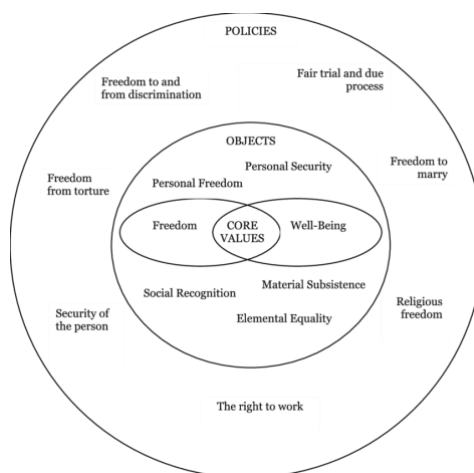 POLICIES
Freedom to and
from discrimination
Fair trial and due
process
OBJECTS
Personal Security
Freedom to
marry
Freedom
from torture
Personal Freedom
Freedom
CORE
VALUES
Well-Being
Social Recognition
Material Subsistence
Security of
the person
Elemental Equality
Religious
freedom
The right to work